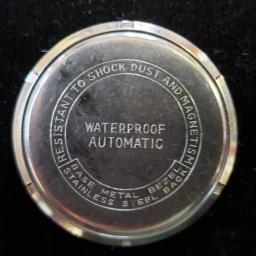 RESISTANT TO SHOCK DUST AND MAGNETISM
WATERPROOF
AUTOMATIC
BASE METAL BEZEL
STAINLESS STEEL BACK